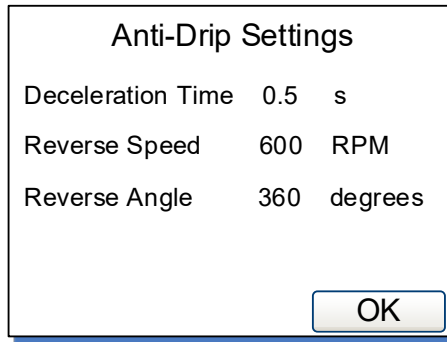 Anti-Drip Settings
Deceleration Time 0.5 s
Reverse Speed 600 RPM
Reverse Angle 360 degrees
OK